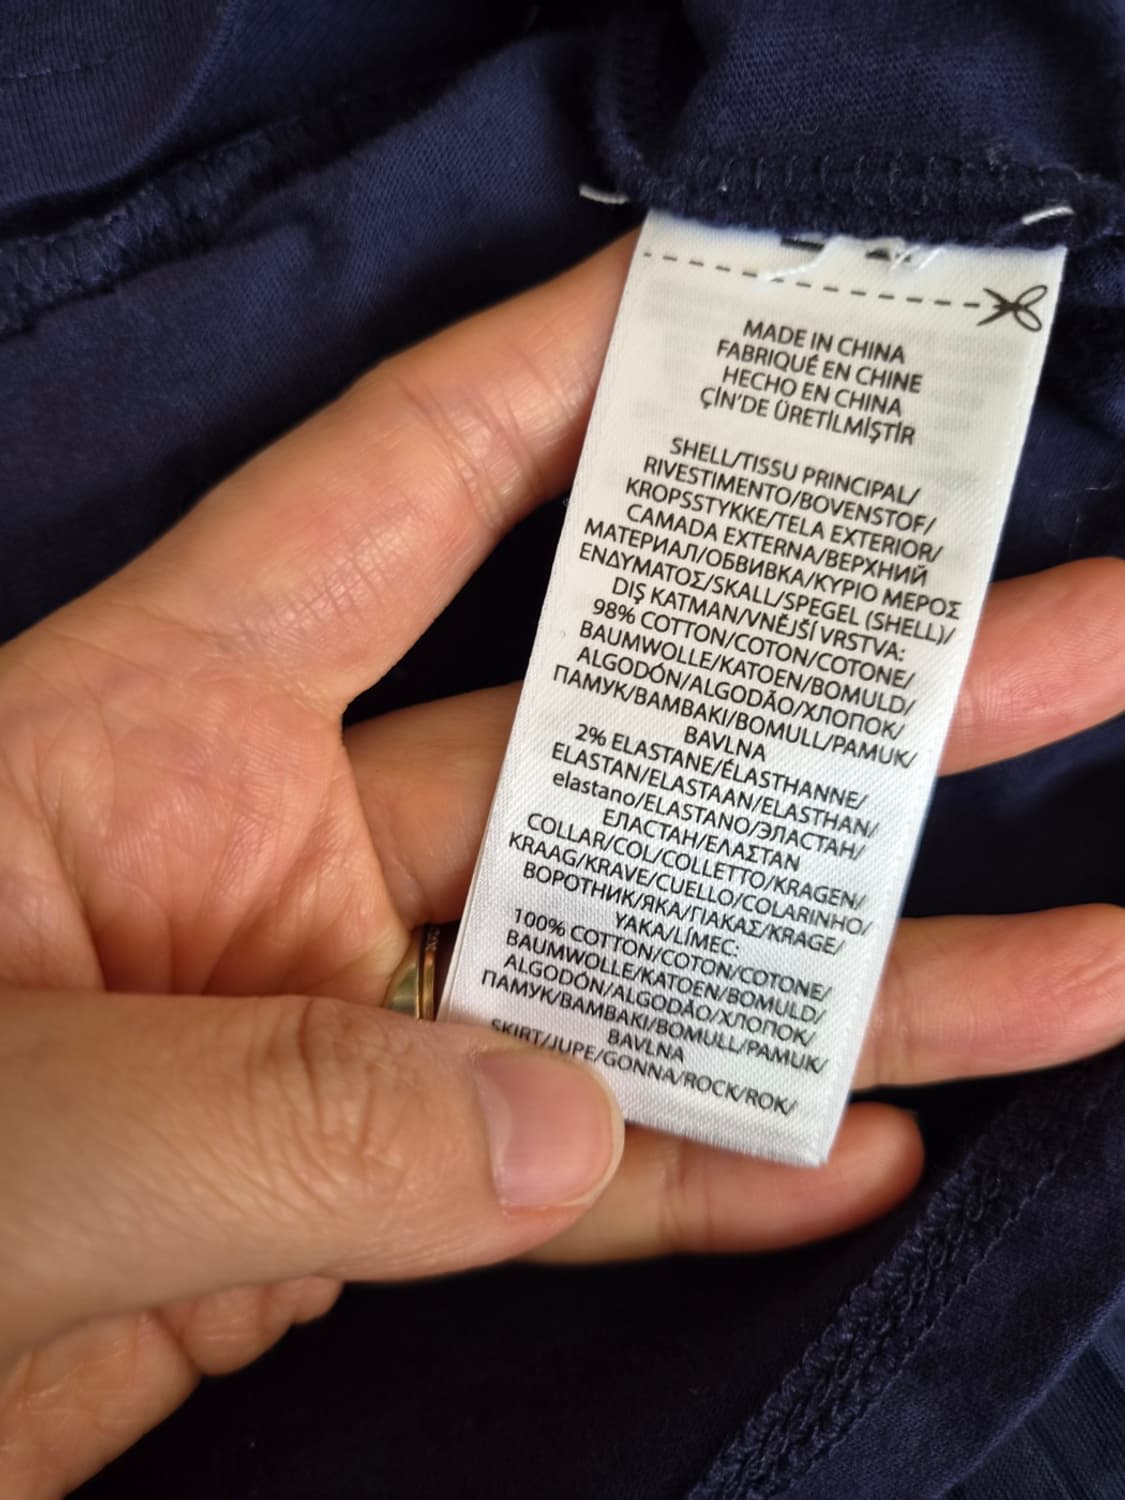 MADE IN CHINA
FABRIQUÉ EN CHINE
HECHO EN CHINA
ÇİN'DE ÜRETİLMİŞTİR
SHELL/TISSU PRINCIPAL/
RIVESTIMENTO/BOVENSTOF/
KROPSSTYKKE/TELA EXTERIOR/
CAMADA EXTERNA/ВЕРХНИЙ
МАТЕРИАЛ/ОБВИВКА/ΚΥΡΙΟ ΜΕΡΟΣ
ΕΝΔΥΜΑΤΟΣ/SKALL/SPEGEL (SHELL)/
DIŞ KATMAN/VNĚJŠÍ VRSTVA:
98% COTTON/COTON/COTONE/
BAUMWOLLE/KATOEN/BOMULD/
ALGODÓN/ALGODÃO/ХЛОПОК/
ПАМУК/ΒΑΜΒΑΚΙ/BOMULL/PAMUK/
BAVLNA
2% ELASTANE/ÉLASTHANNE/
ELASTAN/ELASTAAN/ELASTHAN/
elastano/ELASTANO/ЭЛАСТАН/
ЕЛАСТАН/ΕΛΑΣΤΑΝ
COLLAR/COL/COLLETTO/KRAGEN/
KRAAG/KRAVE/CUELLO/COLARINHO/
ВОРОТНИК/ЯКА/ΓΙΑΚΑΣ/KRAGE/
YAKA/LÍMEC:
100% COTTON/COTON/COTONE/
BAUMWOLLE/KATOEN/BOMULD/
ALGODÓN/ALGODÃO/ХЛОПОК/
ПАМУК/ΒΑΜΒΑΚΙ/BOMULL/PAMUK/
BAVLNA
SKIRT/JUPE/GONNA/ROCK/ROK/